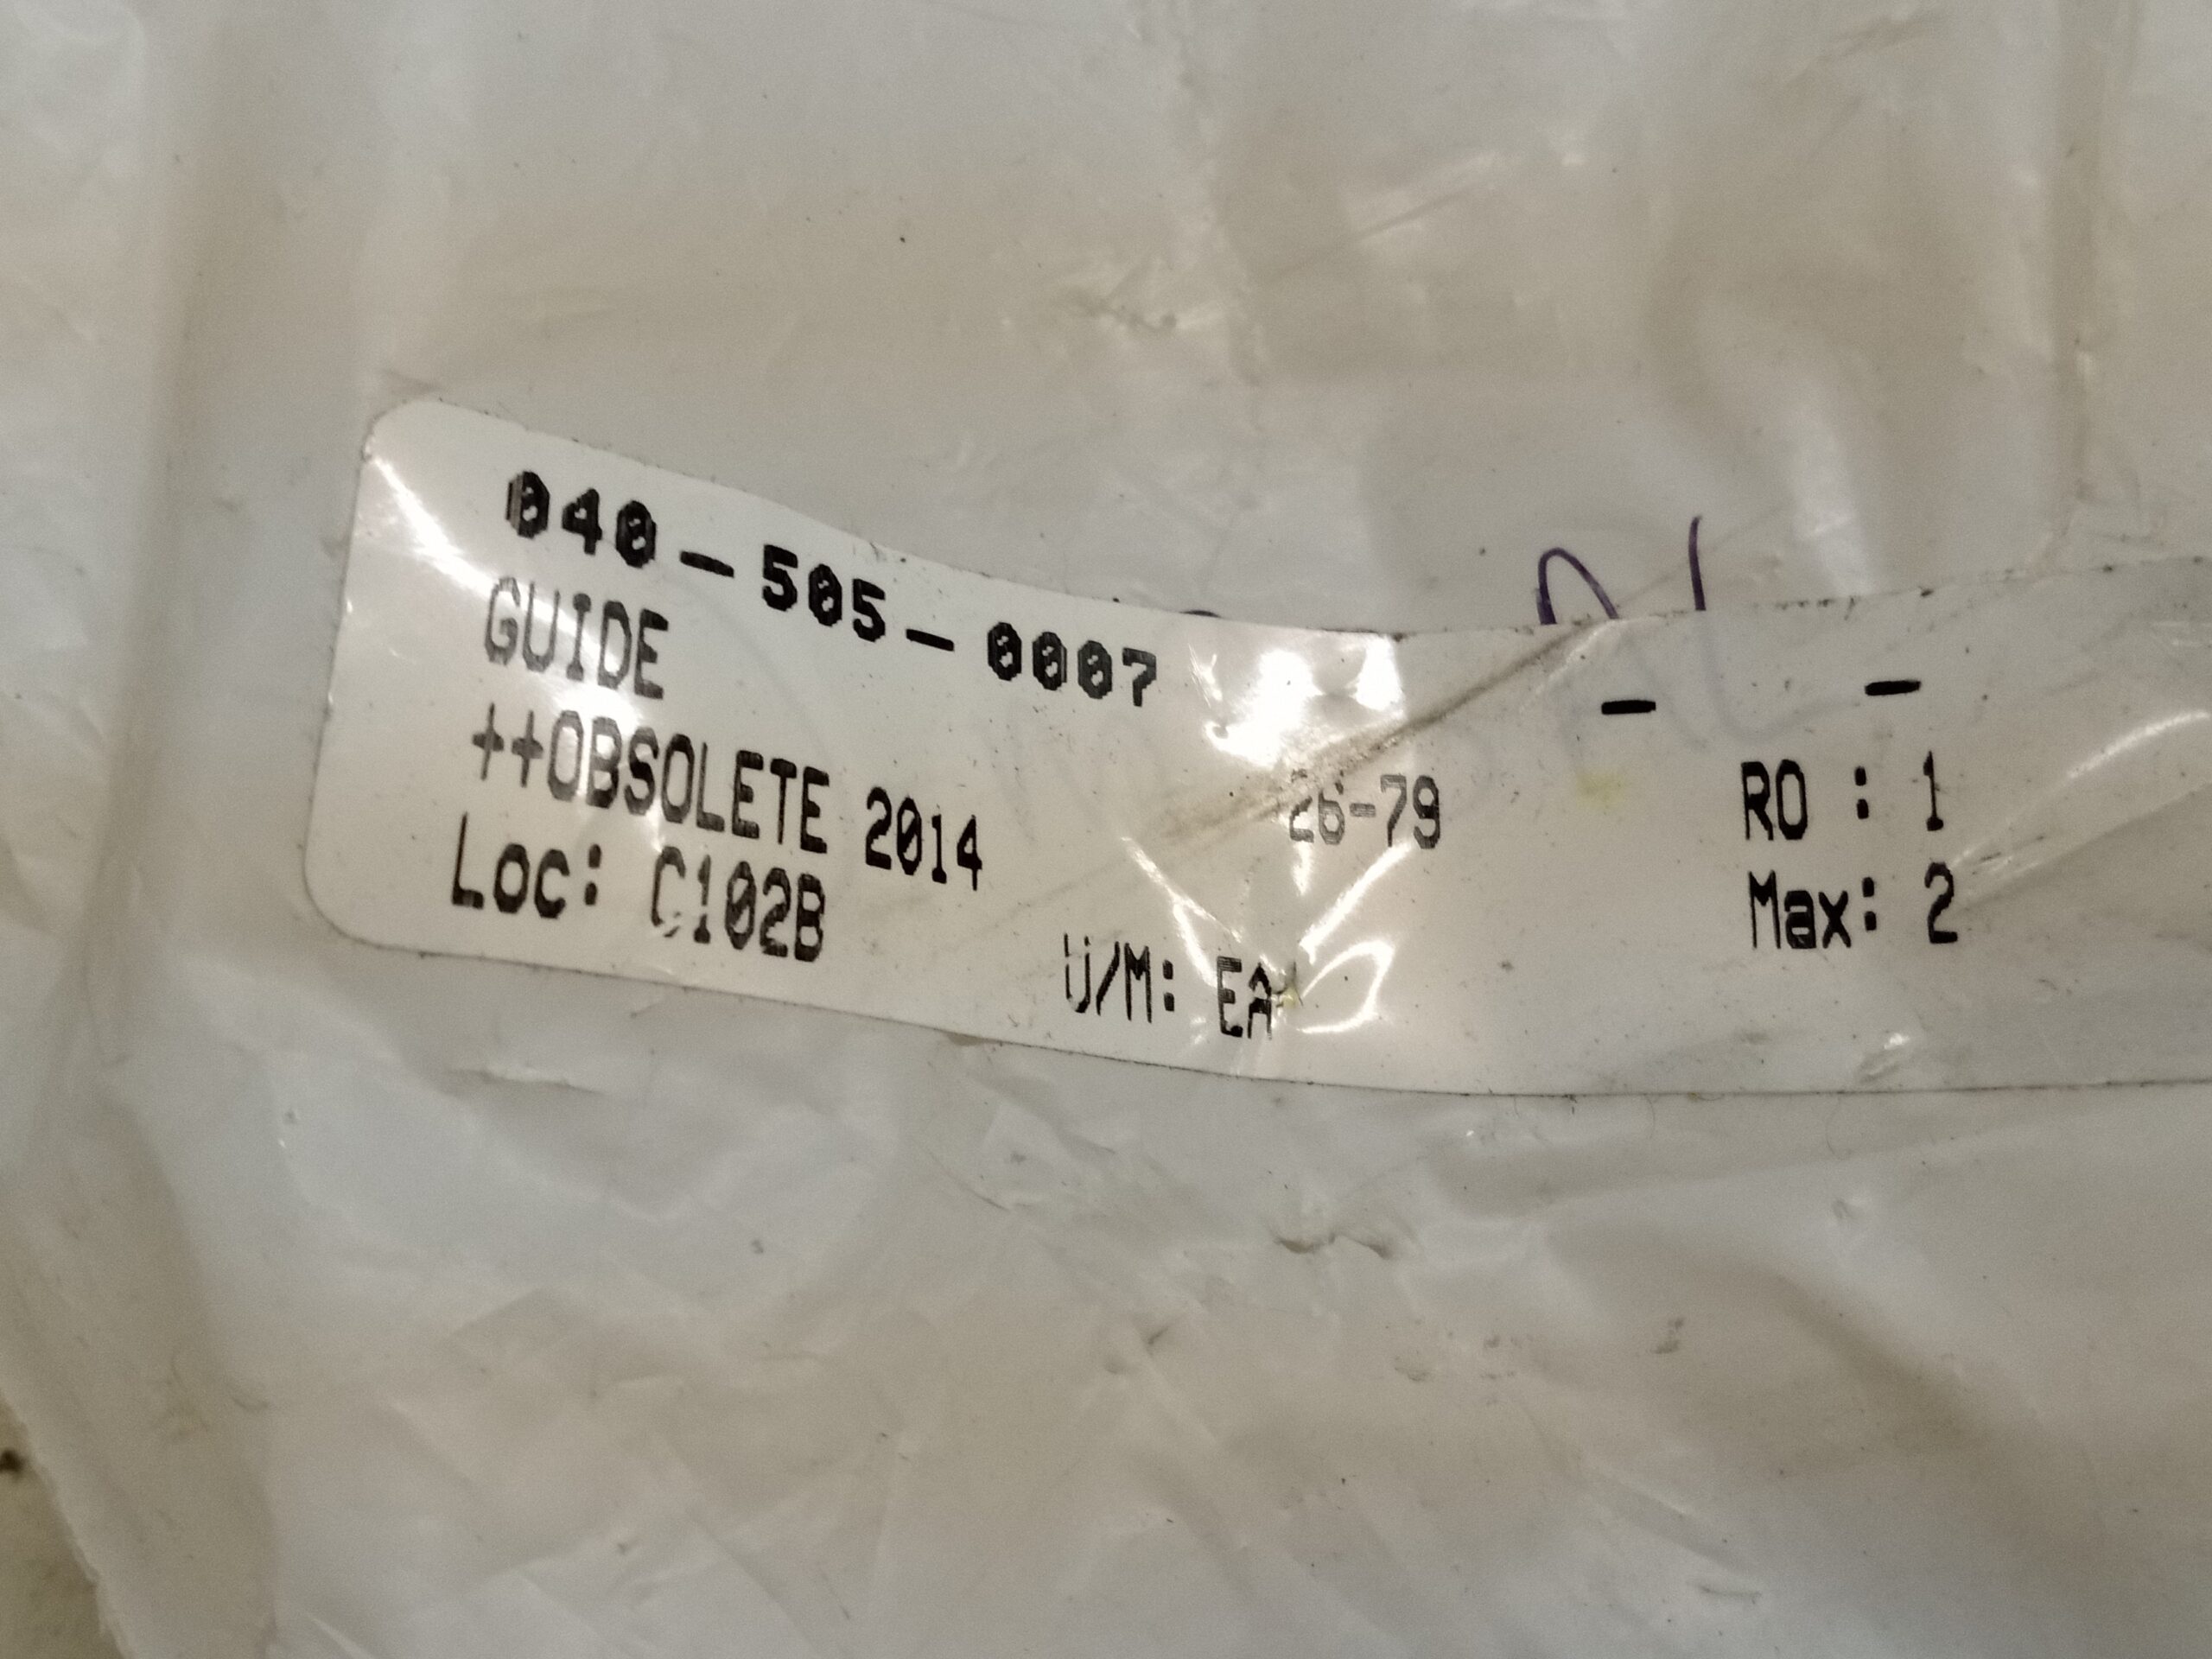 040-505-0007 - -
GUIDE
++OBSOLETE 2014 26-79 RO : 1
Loc: C102B U/M: EA Max: 2